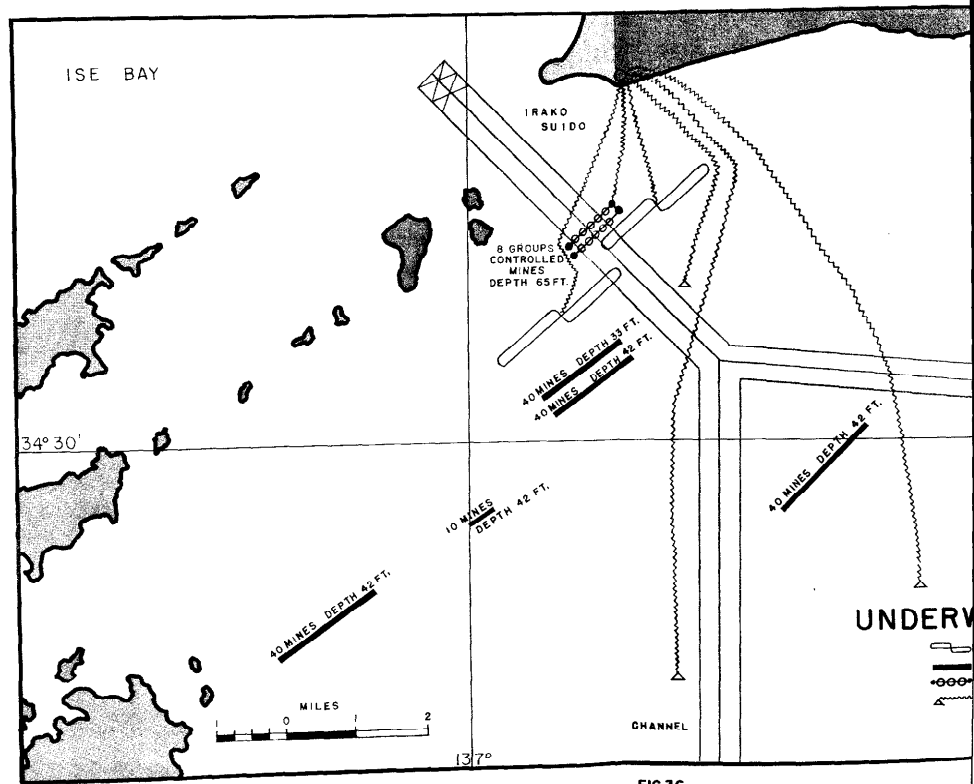 ISE BAY
IRAKO
SUIDO
8 GROUPS
CONTROLLED
MINES
DEPTH 65 FT.
40 MINES DEPTH 33 FT.
40 MINES DEPTH 42 FT.
34° 30'
40 MINES DEPTH 42 FT.
10 MINES
DEPTH 42 FT.
40 MINES DEPTH 42 FT.
UNDERW
MILES
1 0 1 2
CHANNEL
137°